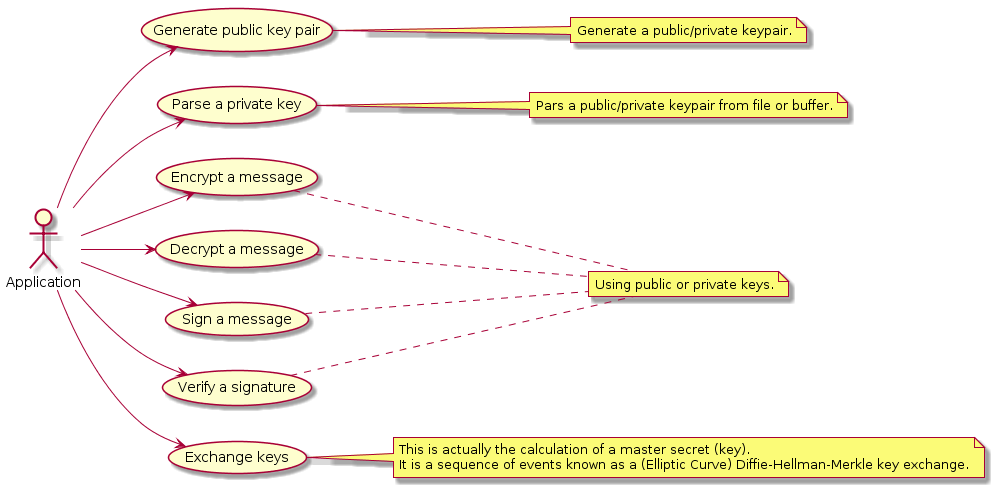 Generate public key pair
Generate a public/private keypair.
Parse a private key
Pars a public/private keypair from file or buffer.
Encrypt a message
Decrypt a message
Application
Using public or private keys.
Sign a message
Verify a signature
Exchange keys
This is actually the calculation of a master secret (key).
It is a sequence of events known as a (Elliptic Curve) Diffie-Hellman-Merkle key exchange.